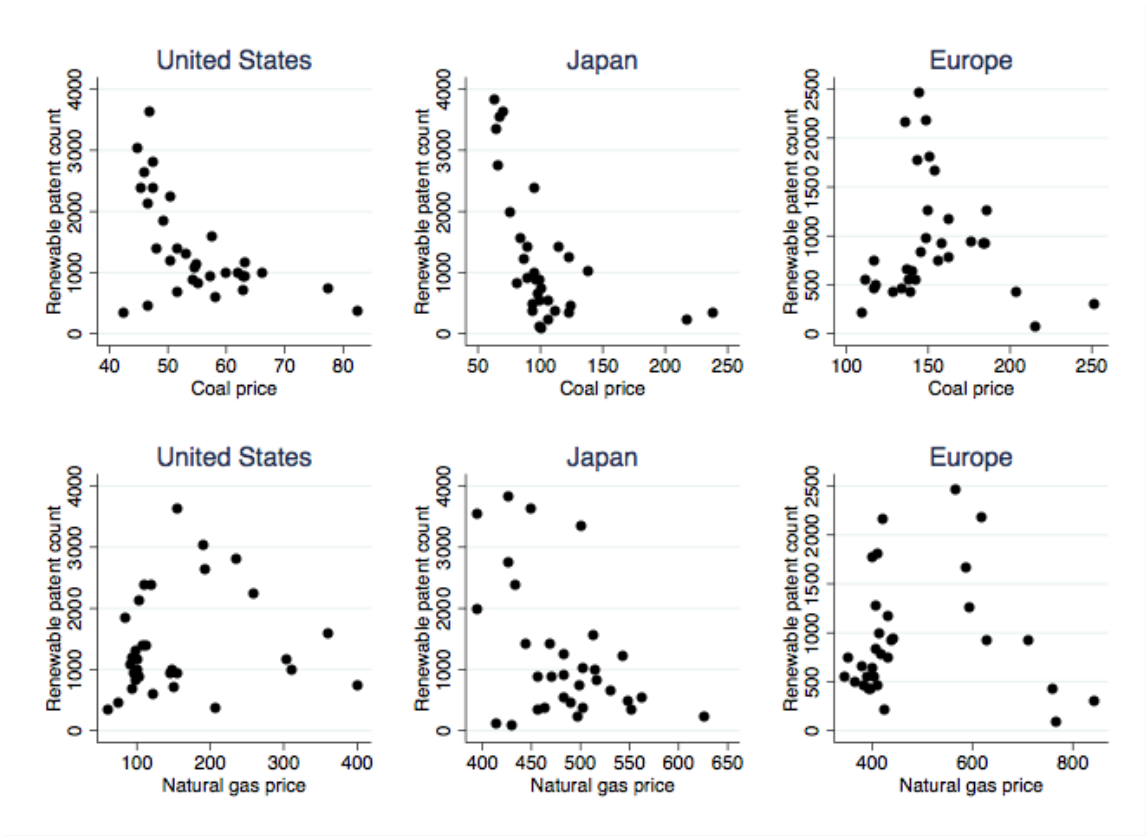 United States
Renewable patent count
0 1000 2000 3000 4000
40 50 60 70 80
Coal price
Japan
Renewable patent count
0 1000 2000 3000 4000
50 100 150 200 250
Coal price
Europe
Renewable patent count
0 500 1000 1500 2000 2500
100 150 200 250
Coal price
United States
Renewable patent count
0 1000 2000 3000 4000
100 200 300 400
Natural gas price
Japan
Renewable patent count
0 1000 2000 3000 4000
400 450 500 550 600 650
Natural gas price
Europe
Renewable patent count
0 500 1000 1500 2000 2500
400 600 800
Natural gas price